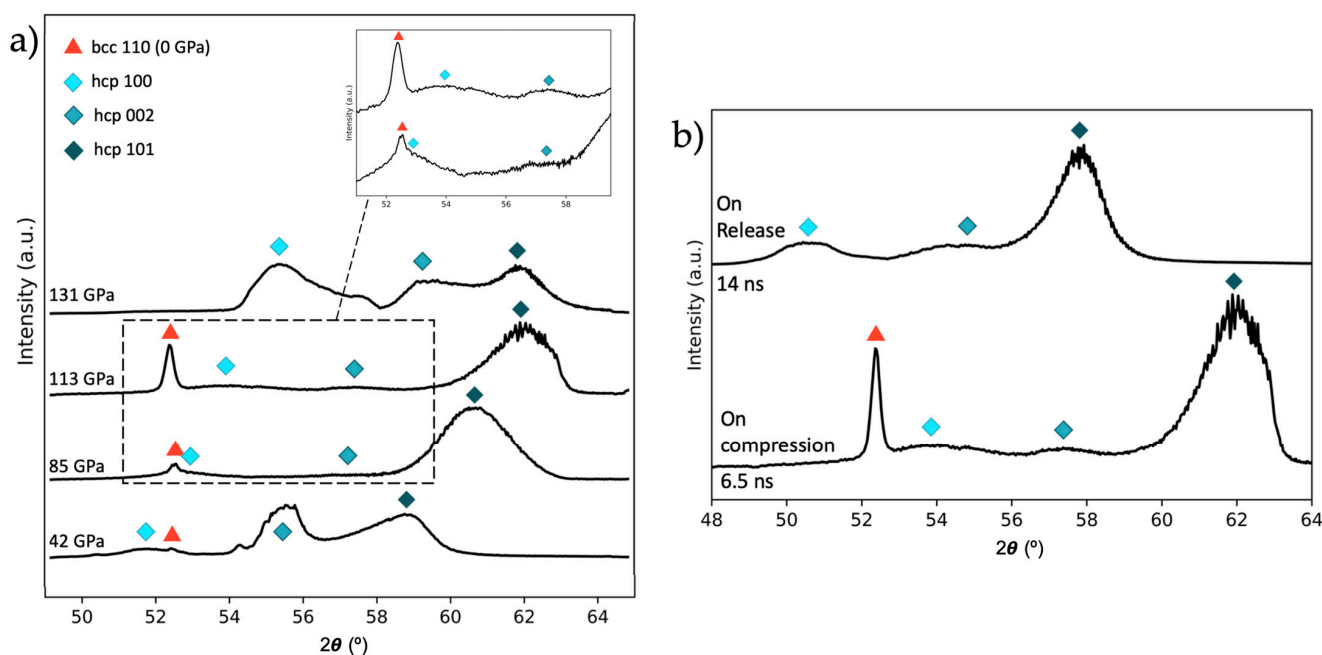 a)
bcc 110 (0 GPa)
hcp 100
hcp 002
hcp 101
Intensity (a.u.)
52 54 56 58
131 GPa
113 GPa
85 GPa
42 GPa
Intensity (a.u.)
50 52 54 56 58 60 62 64
2θ (º)
b)
On
Release
14 ns
On
compression
6.5 ns
Intensity (a.u.)
48 50 52 54 56 58 60 62 64
2θ (º)